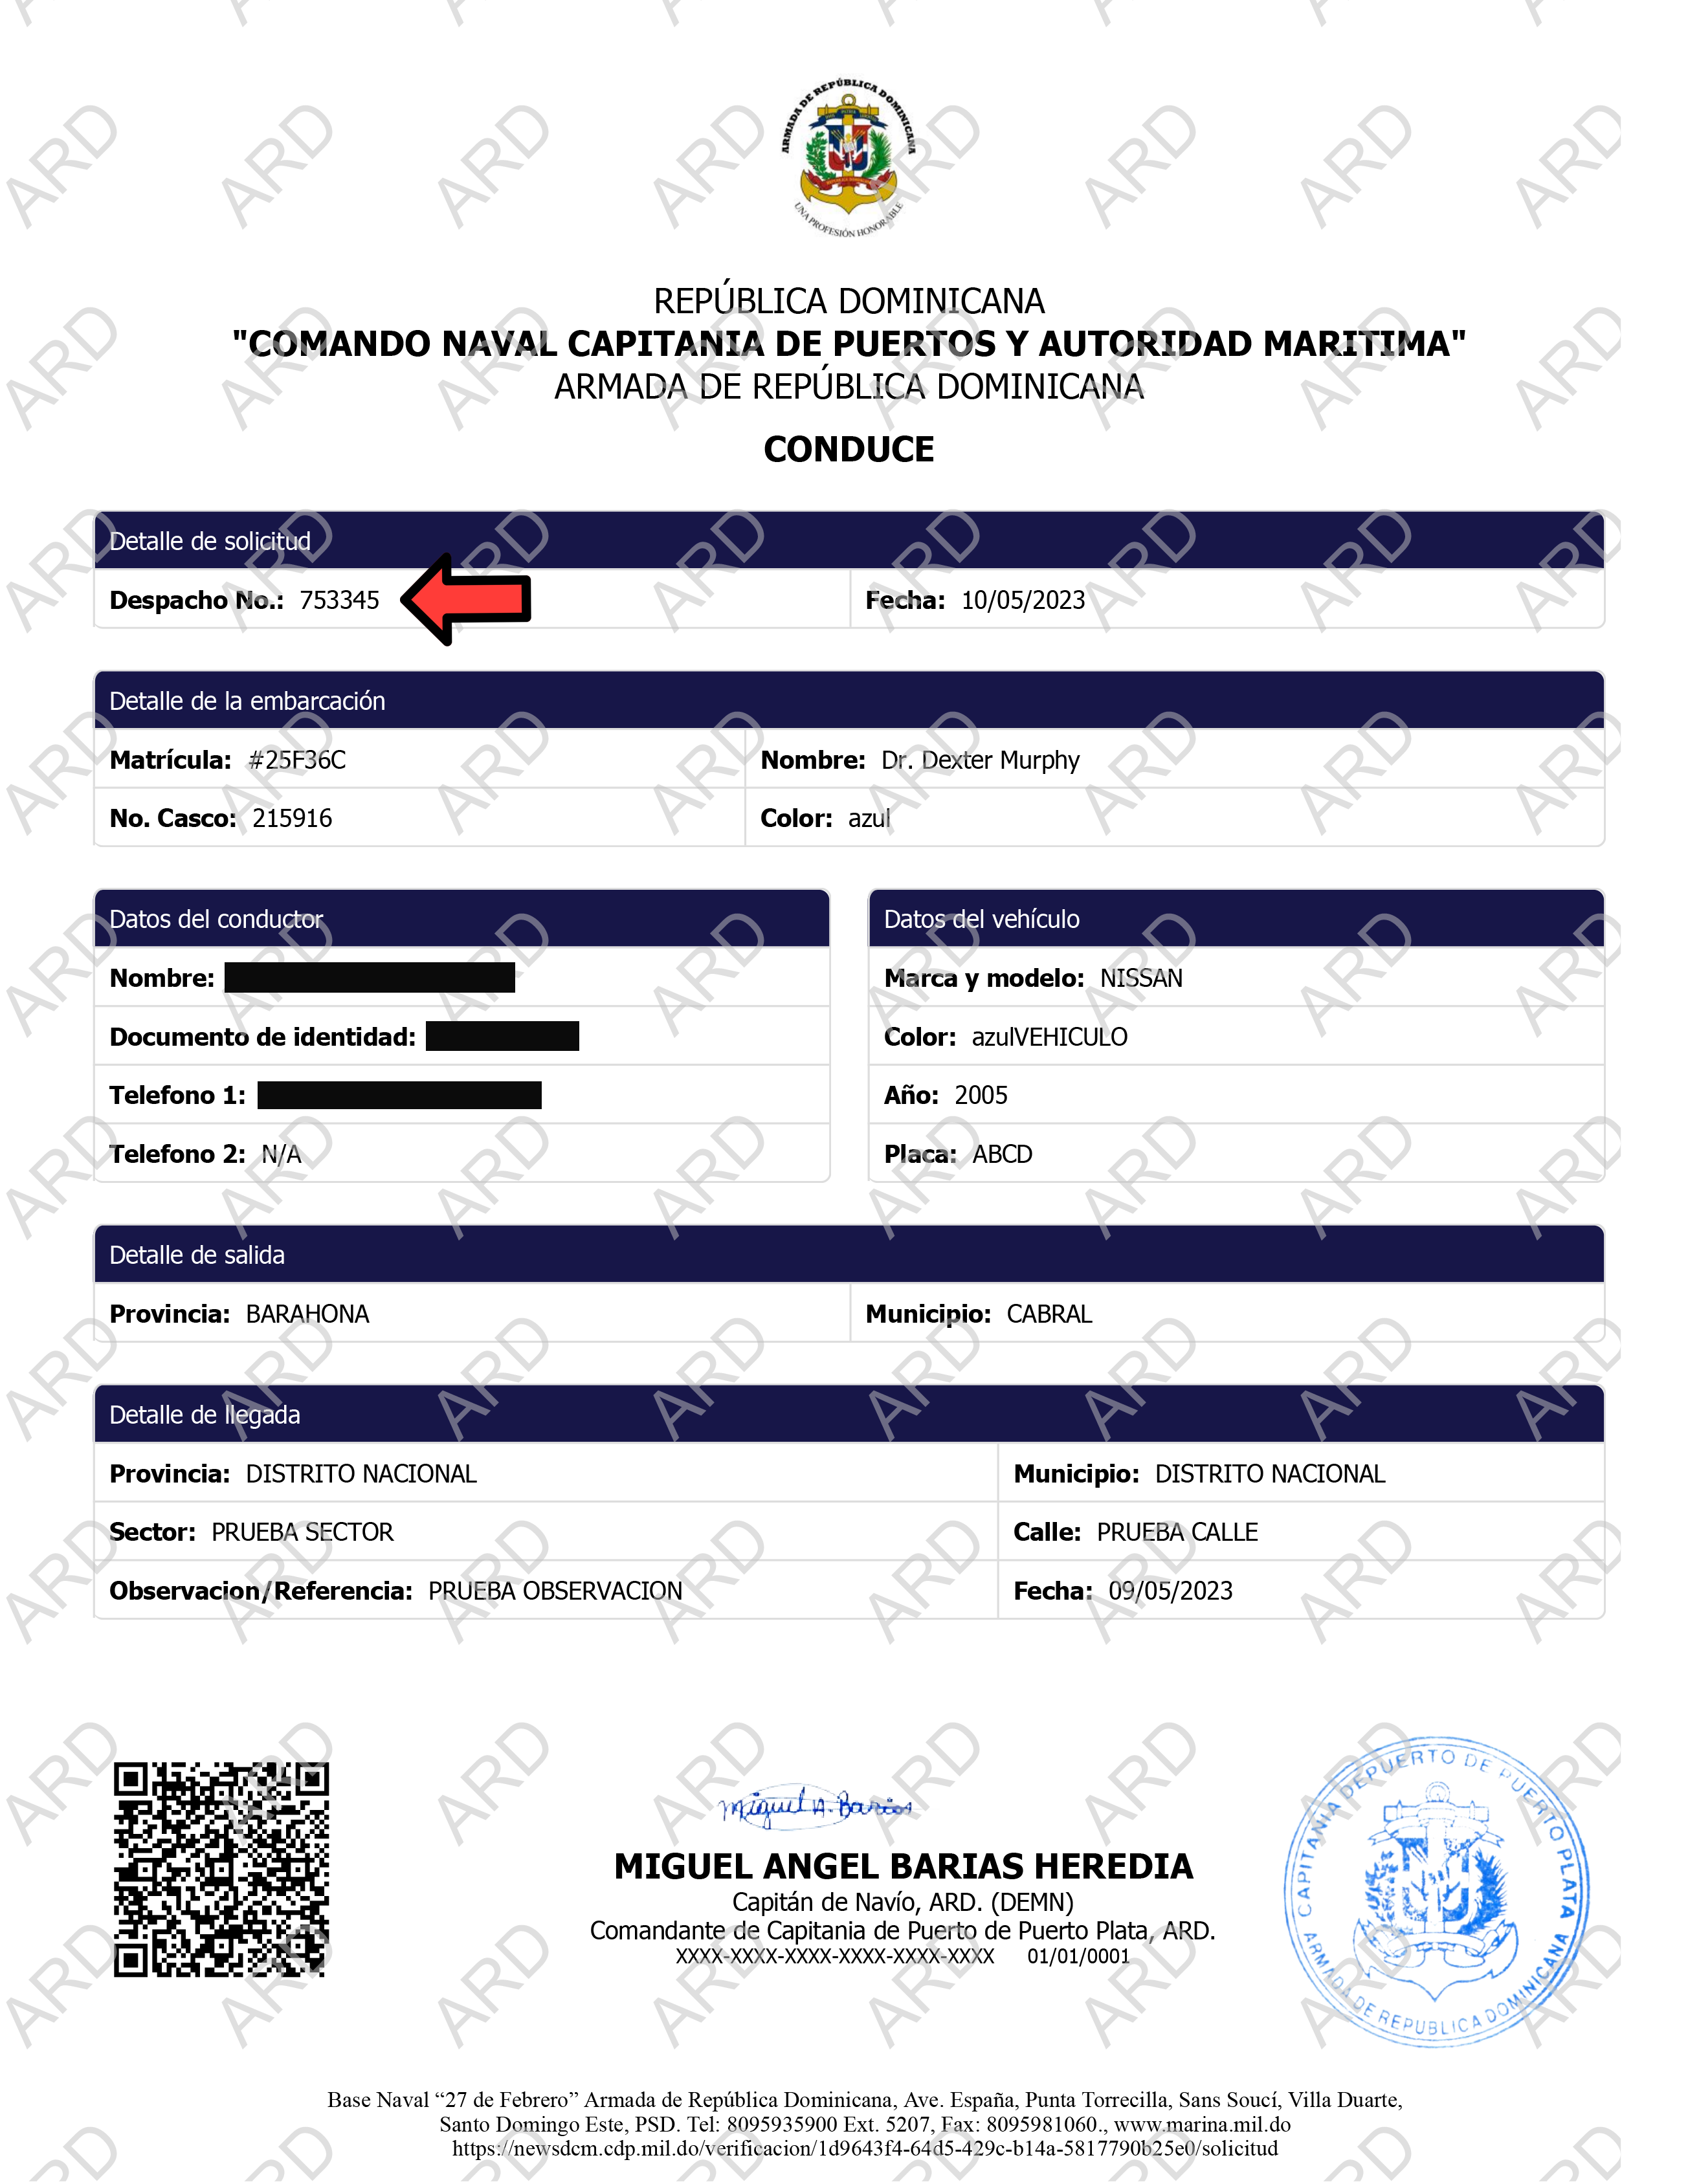 ARMADA DE REPÚBLICA DOMINICANA
UNA PROFESIÓN HONORABLE
REPÚBLICA DOMINICANA
"COMANDO NAVAL CAPITANIA DE PUERTOS Y AUTORIDAD MARITIMA"
ARMADA DE REPÚBLICA DOMINICANA
CONDUCE
Detalle de solicitud
Despacho No.: 753345 Fecha: 10/05/2023
Detalle de la embarcación
Matrícula: #25F36C Nombre: Dr. Dexter Murphy
No. Casco: 215916 Color: azul
Datos del conductor
Nombre:
Documento de identidad:
Telefono 1:
Telefono 2: N/A
Datos del vehículo
Marca y modelo: NISSAN
Color: azulVEHICULO
Año: 2005
Placa: ABCD
Detalle de salida
Provincia: BARAHONA Municipio: CABRAL
Detalle de llegada
Provincia: DISTRITO NACIONAL Municipio: DISTRITO NACIONAL
Sector: PRUEBA SECTOR Calle: PRUEBA CALLE
Observacion/Referencia: PRUEBA OBSERVACION Fecha: 09/05/2023
Miguel A. Barias
MIGUEL ANGEL BARIAS HEREDIA
Capitán de Navío, ARD. (DEMN)
Comandante de Capitania de Puerto de Puerto Plata, ARD.
XXXX-XXXX-XXXX-XXXX-XXXX-XXXX 01/01/0001
CAPITANIA DE PUERTO DE PUERTO PLATA
ARMADA DE REPUBLICA DOMINICANA
Base Naval “27 de Febrero” Armada de República Dominicana, Ave. España, Punta Torrecilla, Sans Soucí, Villa Duarte,
Santo Domingo Este, PSD. Tel: 8095935900 Ext. 5207, Fax: 8095981060., www.marina.mil.do
https://newsdcm.cdp.mil.do/verificacion/1d9643f4-64d5-429c-b14a-5817790b25e0/solicitud
ARD